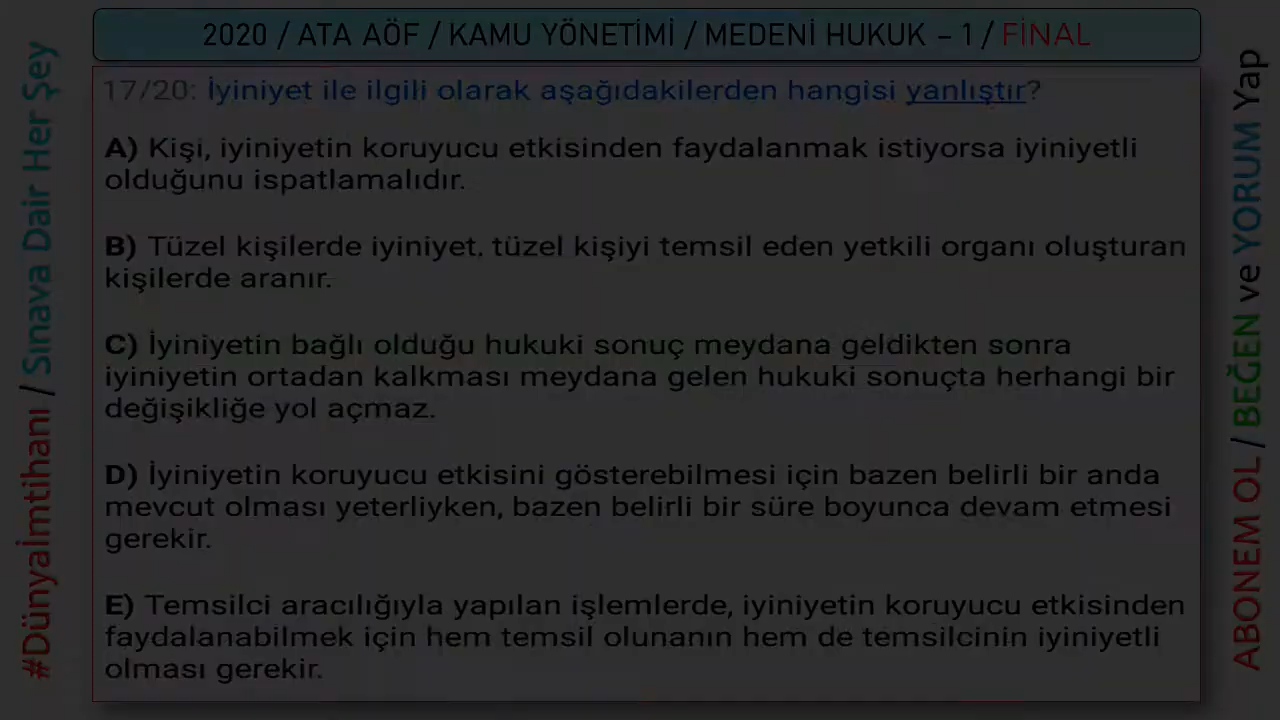 2020 / ATA AÖF / KAMU YÖNETİMİ / MEDENİ HUKUK – 1 / FİNAL
#Dünyaİmtihanı / Sınava Dair Her Şey
17/20: İyiniyet ile ilgili olarak aşağıdakilerden hangisi yanlıştır?
A) Kişi, iyiniyetin koruyucu etkisinden faydalanmak istiyorsa iyiniyetli
olduğunu ispatlamalıdır.
B) Tüzel kişilerde iyiniyet. tüzel kişiyi temsil eden yetkili organı oluşturan
kişilerde aranır.
C) İyiniyetin bağlı olduğu hukuki sonuç meydana geldikten sonra
iyiniyetin ortadan kalkması meydana gelen hukuki sonuçta herhangi bir
değişikliğe yol açmaz.
D) İyiniyetin koruyucu etkisini gösterebilmesi için bazen belirli bir anda
mevcut olması yeterliyken, bazen belirli bir süre boyunca devam etmesi
gerekir.
E) Temsilci aracılığıyla yapılan işlemlerde, iyiniyetin koruyucu etkisinden
faydalanabilmek için hem temsil olunanın hem de temsilcinin iyiniyetli
olması gerekir.
ABONEM OL / BEĞEN ve YORUM Yap